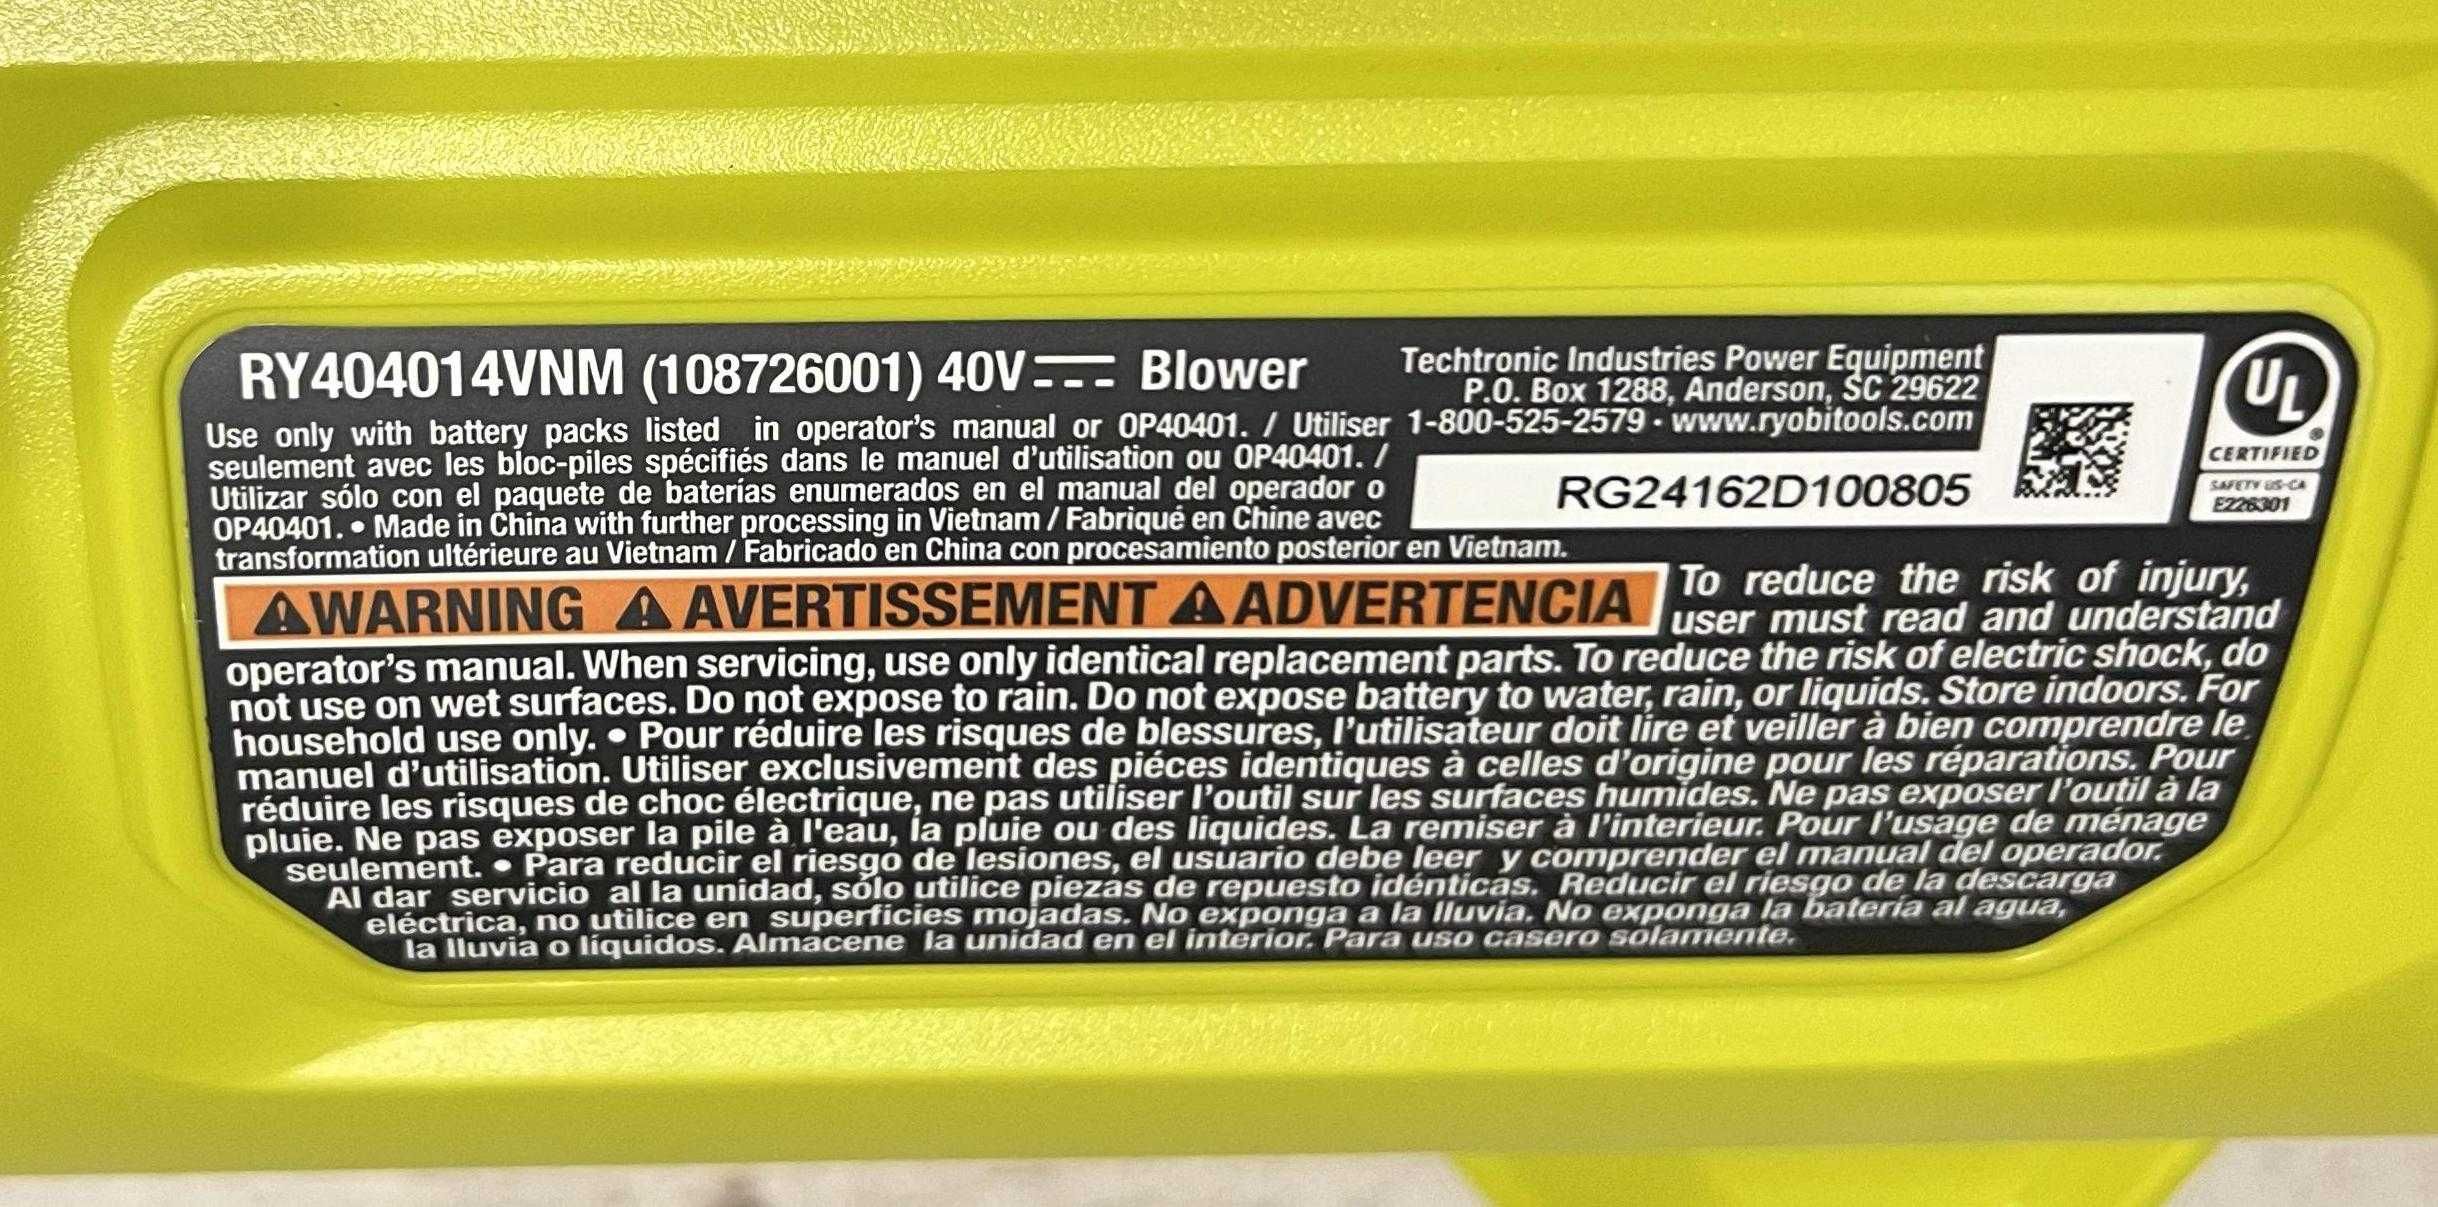 RY404014VNM (108726001) 40V Blower
Use only with battery packs listed in operator's manual or OP40401. / Utiliser
seulement avec les bloc-piles spécifiés dans le manuel d'utilisation ou OP40401. /
Utilizar sólo con el paquete de baterías enumerados en el manual del operador o
OP40401. • Made in China with further processing in Vietnam / Fabriqué en Chine avec
transformation ultérieure au Vietnam / Fabricado en China con procesamiento posterior en Vietnam.
Techtronic Industries Power Equipment
P.O. Box 1288, Anderson, SC 29622
1-800-525-2579 · www.ryobitools.com
RG24162D100805
UL®
CERTIFIED
SAFETY US-CA
E226301
⚠WARNING ⚠AVERTISSEMENT ⚠ADVERTENCIA
To reduce the risk of injury,
user must read and understand
operator's manual. When servicing, use only identical replacement parts. To reduce the risk of electric shock, do
not use on wet surfaces. Do not expose to rain. Do not expose battery to water, rain, or liquids. Store indoors. For
household use only. • Pour réduire les risques de blessures, l'utilisateur doit lire et veiller à bien comprendre le
manuel d'utilisation. Utiliser exclusivement des piéces identiques à celles d'origine pour les réparations. Pour
réduire les risques de choc électrique, ne pas utiliser l'outil sur les surfaces humides. Ne pas exposer l'outil à la
pluie. Ne pas exposer la pile à l'eau, la pluie ou des liquides. La remiser à l'interieur. Pour l'usage de ménage
seulement. • Para reducir el riesgo de lesiones, el usuario debe leer y comprender el manual del operador.
Al dar servicio al la unidad, sólo utilice piezas de repuesto idénticas. Reducir el riesgo de la descarga
eléctrica, no utilice en superficies mojadas. No exponga a la lluvia. No exponga la batería al agua,
la lluvia o líquidos. Almacene la unidad en el interior. Para uso casero solamente.